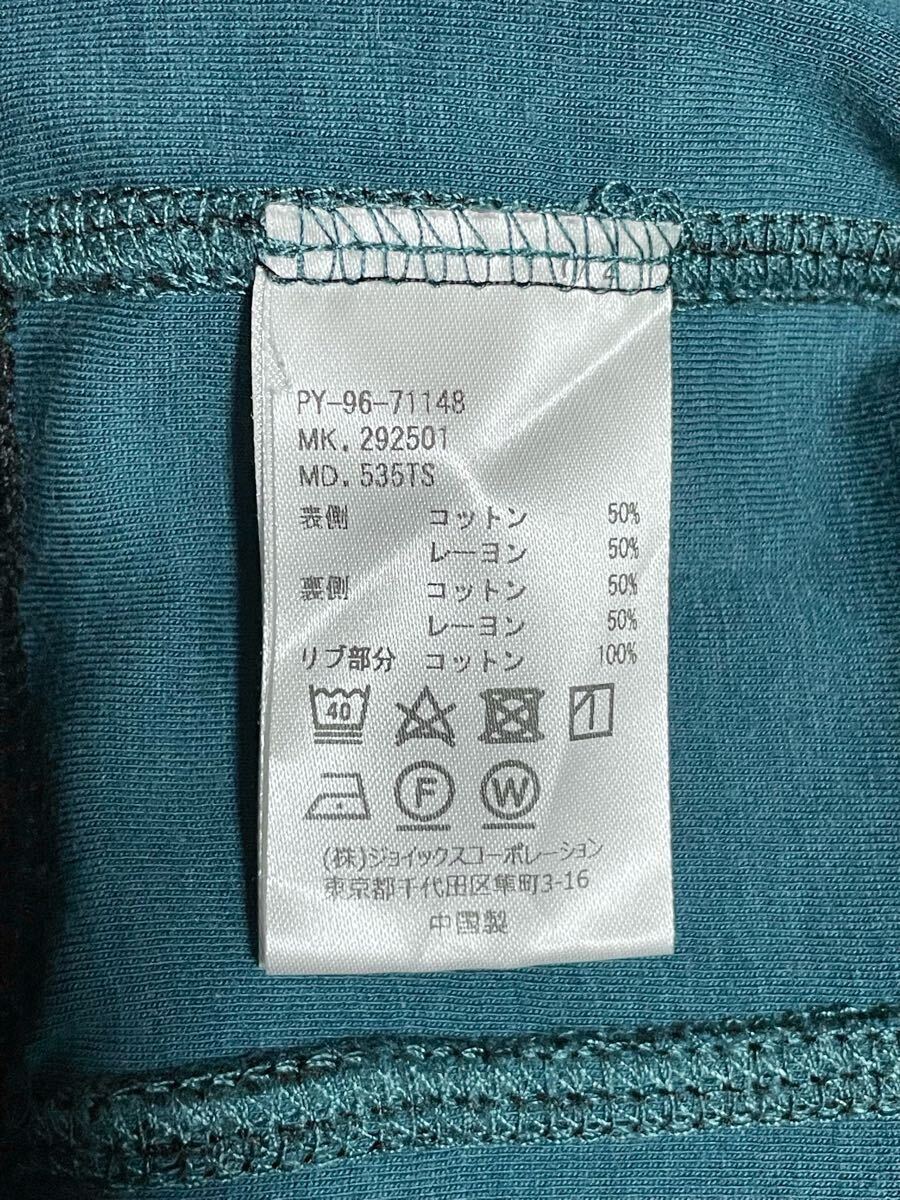 4
PY-96-71148
MK. 292501
MD. 535TS
表側 コットン 50%
レーヨン 50%
裏側 コットン 50%
レーヨン 50%
リブ部分 コットン 100%
40
F W
(株)ジョイックスコーポレーション
東京都千代田区隼町3-16
中国製